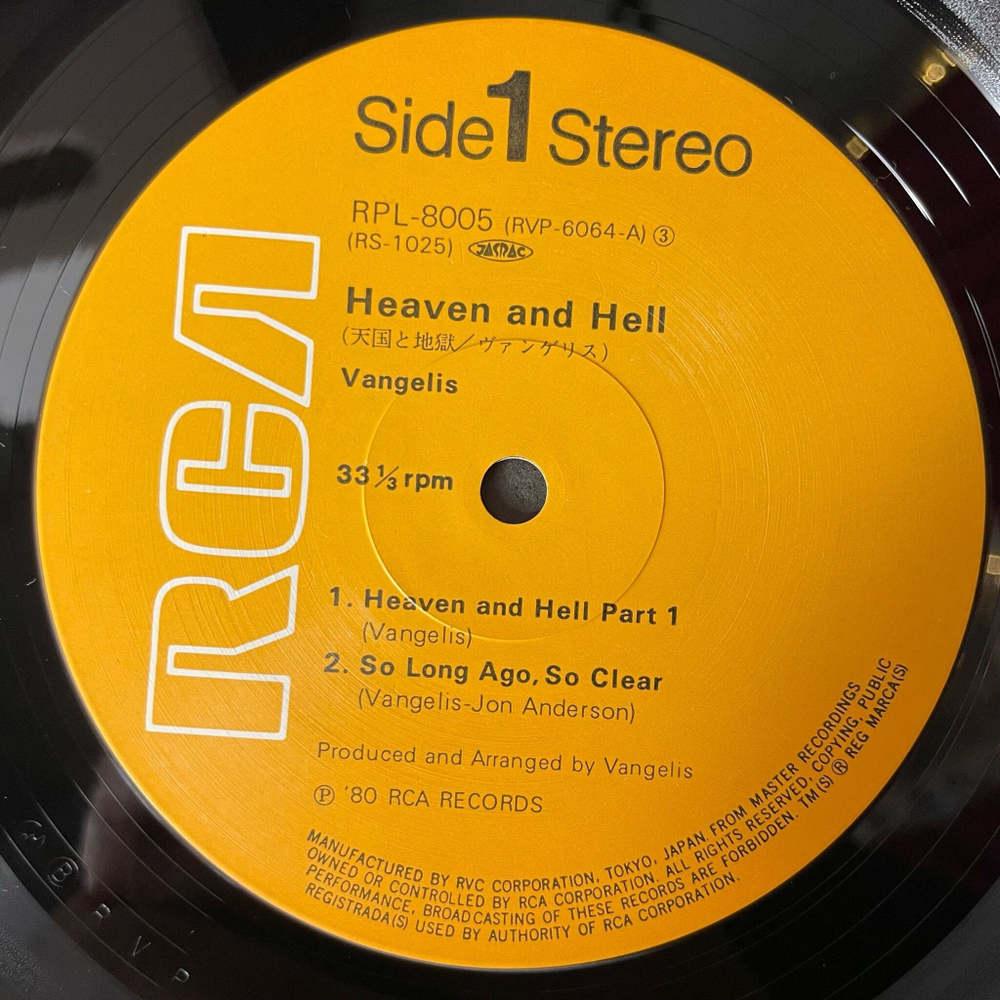 Side 1 Stereo
RPL-8005 (RVP-6064-A) ③
(RS-1025) JASRAC
Heaven and Hell
(天国と地獄／ヴァンゲリス)
Vangelis
33 ⅓ rpm
1. Heaven and Hell Part 1
(Vangelis)
2. So Long Ago, So Clear
(Vangelis-Jon Anderson)
Produced and Arranged by Vangelis
Ⓟ '80 RCA RECORDS
RCA
MANUFACTURED BY RVC CORPORATION, TOKYO, JAPAN. FROM MASTER RECORDINGS
OWNED OR CONTROLLED BY RCA CORPORATION. ALL RIGHTS RESERVED, COPYING, PUBLIC
PERFORMANCE, BROADCASTING OF THESE RECORDS ARE FORBIDDEN. TM(S) ® REG MARCA(S)
REGISTRADA(S) USED BY AUTHORITY OF RCA CORPORATION.
R V P